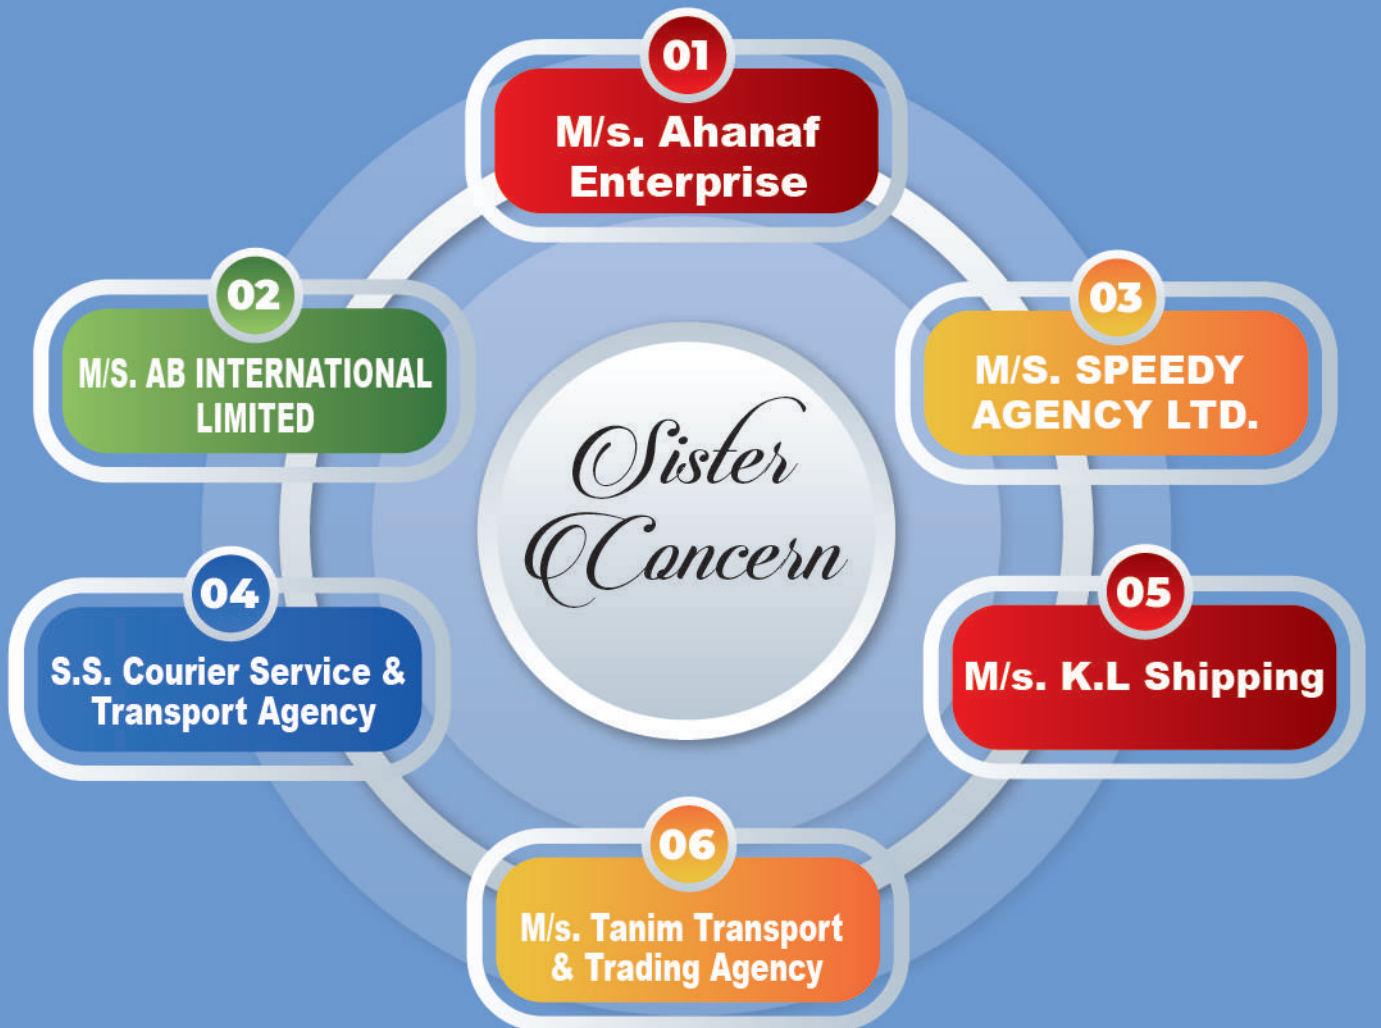 01
M/s. Ahanaf
Enterprise
02
M/S. AB INTERNATIONAL
LIMITED
03
M/S. SPEEDY
AGENCY LTD.
Sister
Concern
04
S.S. Courier Service &
Transport Agency
05
M/s. K.L Shipping
06
M/s. Tanim Transport
& Trading Agency